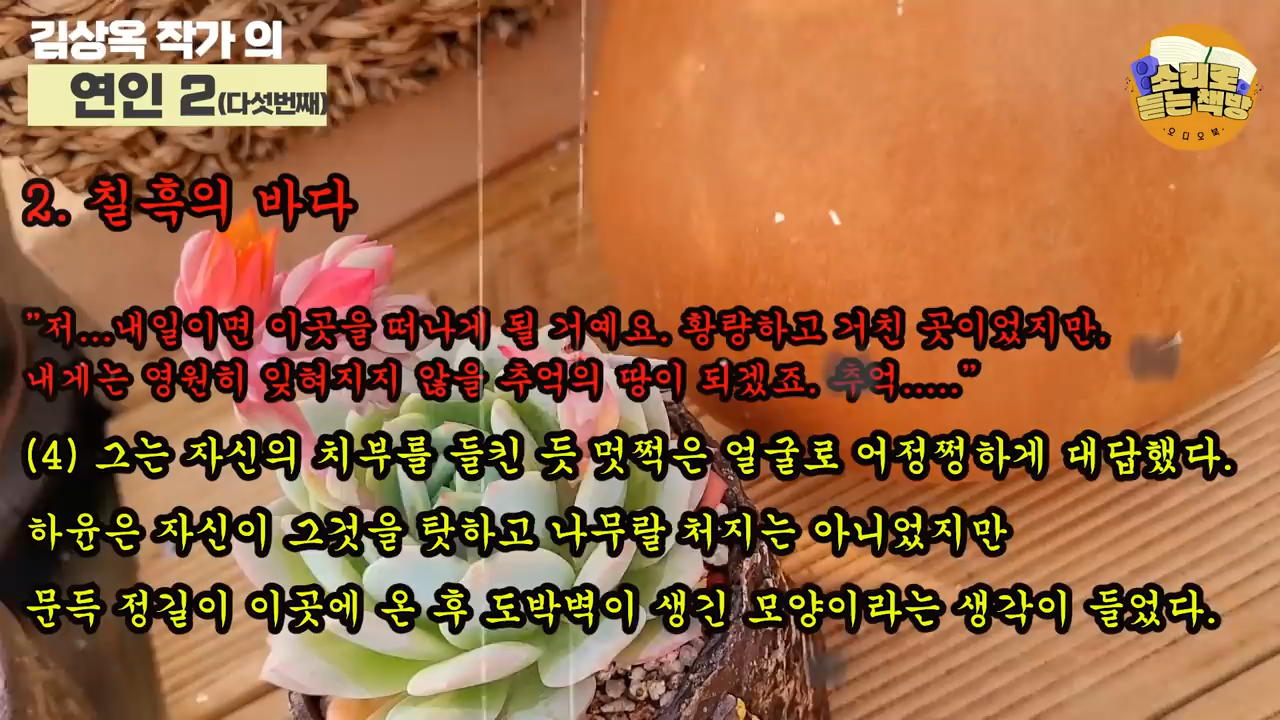 김상옥 작가 의
연인 2(다섯번째)
소리로
듣는 책방
·오디오북·
2. 칠흑의 바다
"저...내일이면 이곳을 떠나게 될 거예요. 황량하고 거친 곳이었지만,
내게는 영원히 잊혀지지 않을 추억의 땅이 되겠죠. 추억....."
(4) 그는 자신의 치부를 들킨 듯 멋쩍은 얼굴로 어정쩡하게 대답했다.
하윤은 자신이 그것을 탓하고 나무랄 처지는 아니었지만
문득 정길이 이곳에 온 후 도박벽이 생긴 모양이라는 생각이 들었다.